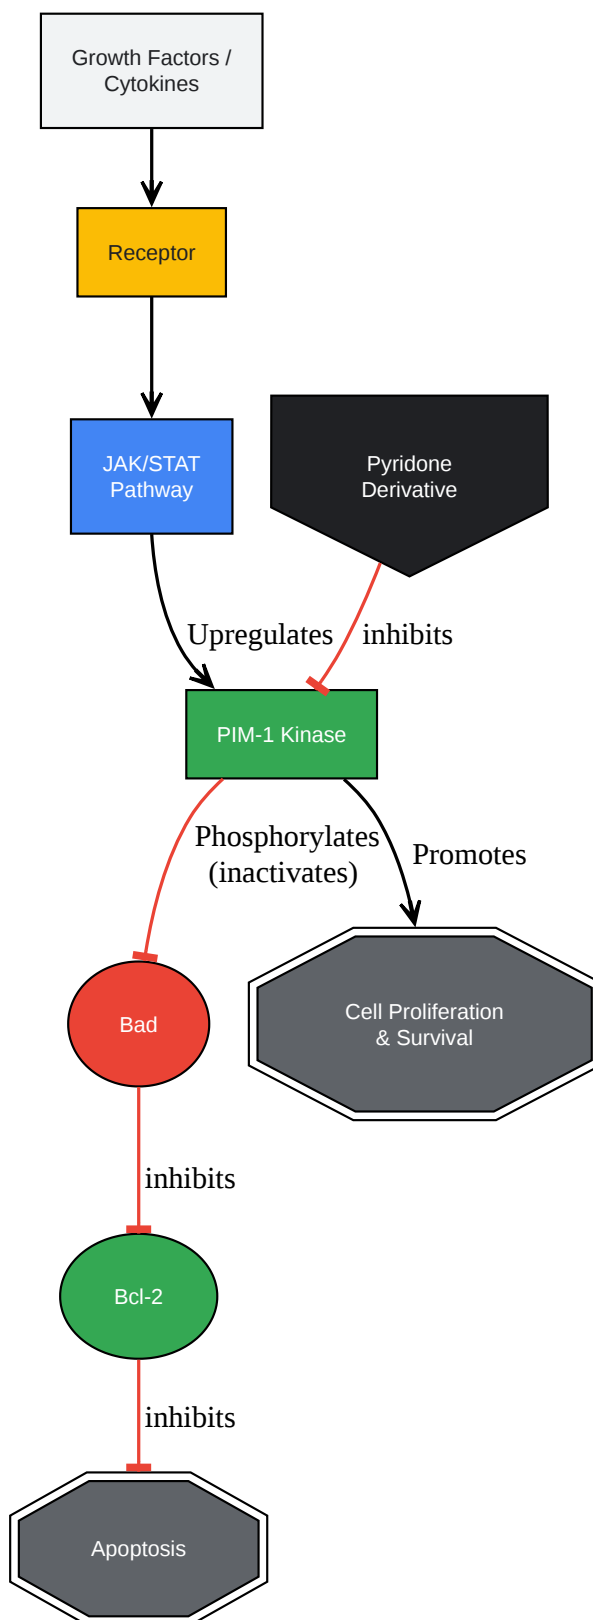 Growth Factors /
Cytokines
Receptor
JAK/STAT
Pathway
Pyridone
Derivative
Upregulates
inhibits
PIM-1 Kinase
Phosphorylates
(inactivates)
Promotes
Bad
Cell Proliferation
& Survival
inhibits
Bcl-2
inhibits
Apoptosis